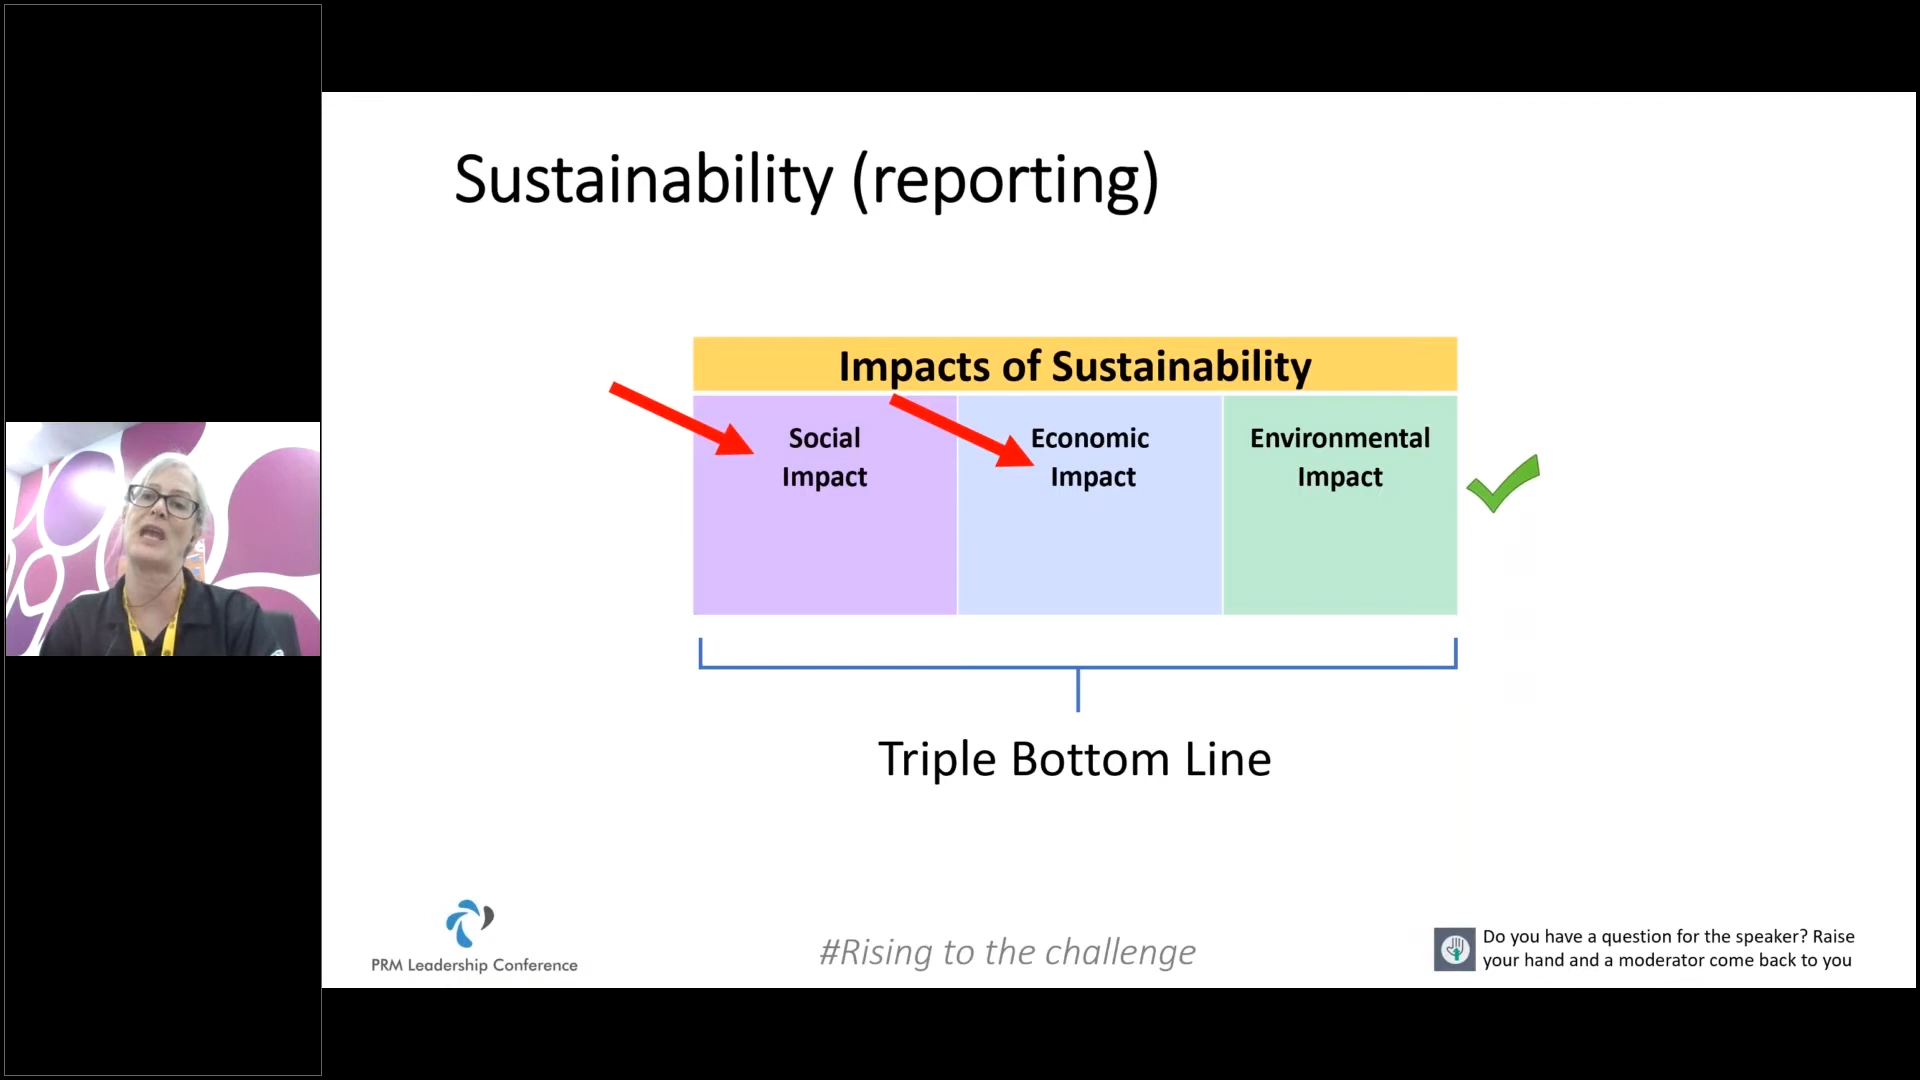 Sustainability (reporting)
Impacts of Sustainability
Social
Impact
Economic
Impact
Environmental
Impact
Triple Bottom Line
PRM Leadership Conference
#Rising to the challenge
Do you have a question for the speaker? Raise
your hand and a moderator come back to you